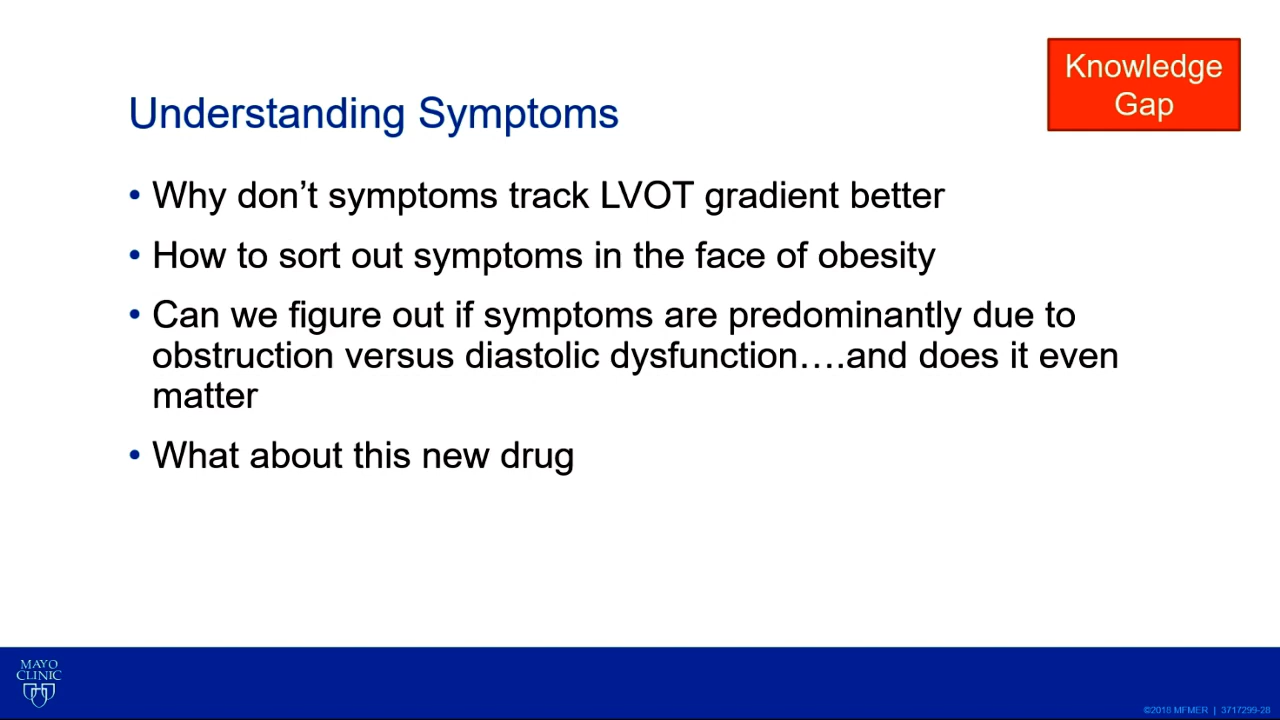 Knowledge
Gap
Understanding Symptoms
• Why don’t symptoms track LVOT gradient better
• How to sort out symptoms in the face of obesity
• Can we figure out if symptoms are predominantly due to
obstruction versus diastolic dysfunction….and does it even
matter
• What about this new drug
MAYO
CLINIC
©2018 MFMER | 3717299-28